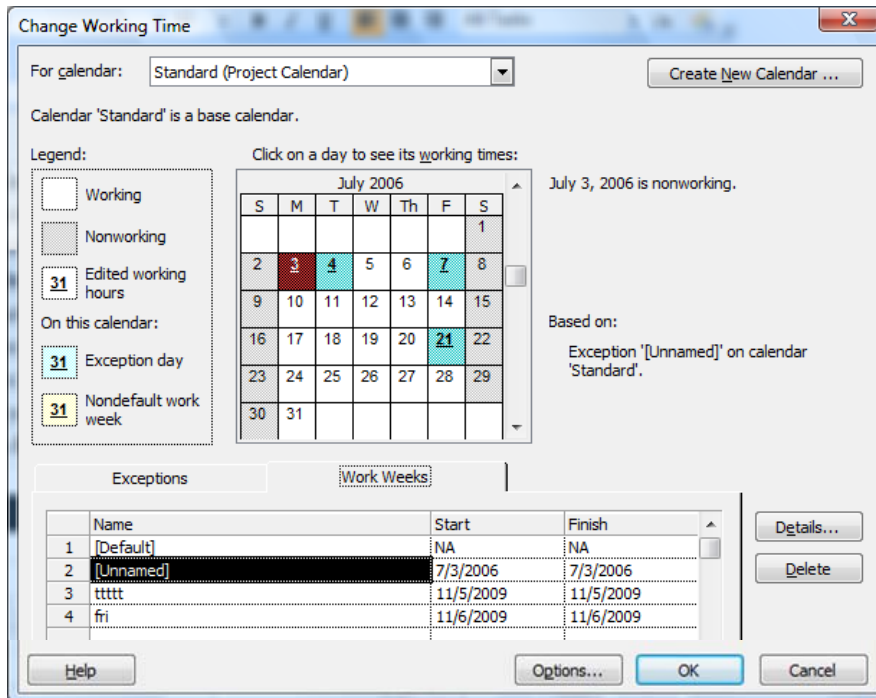 Change Working Time
For calendar: Standard (Project Calendar) Create New Calendar ...
Calendar 'Standard' is a base calendar.
Legend: Click on a day to see its working times:
Working
Nonworking
31 Edited working hours
On this calendar:
31 Exception day
31 Nondefault work week
July 2006
S M T W Th F S
1
2 3 4 5 6 7 8
9 10 11 12 13 14 15
16 17 18 19 20 21 22
23 24 25 26 27 28 29
30 31
July 3, 2006 is nonworking.
Based on:
Exception '[Unnamed]' on calendar
'Standard'.
Exceptions Work Weeks
Name Start Finish
1 [Default] NA NA
2 [Unnamed] 7/3/2006 7/3/2006
3 ttttt 11/5/2009 11/5/2009
4 fri 11/6/2009 11/6/2009
Details...
Delete
Help Options... OK Cancel